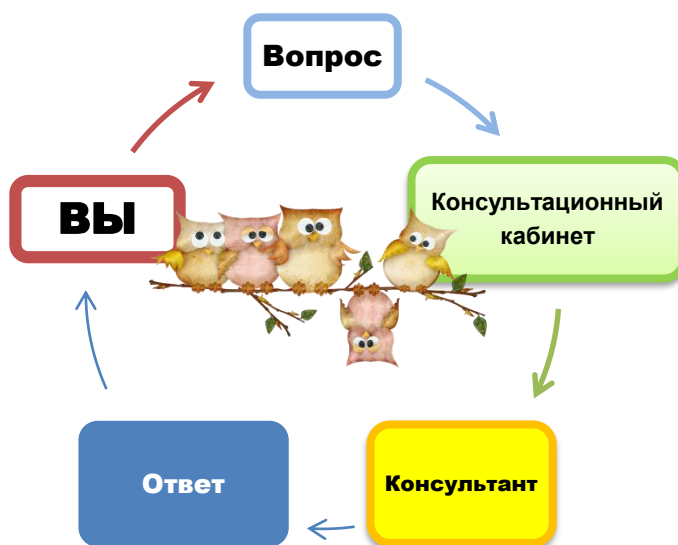 Вопрос
ВЫ
Консультационный
кабинет
Ответ
Консультант